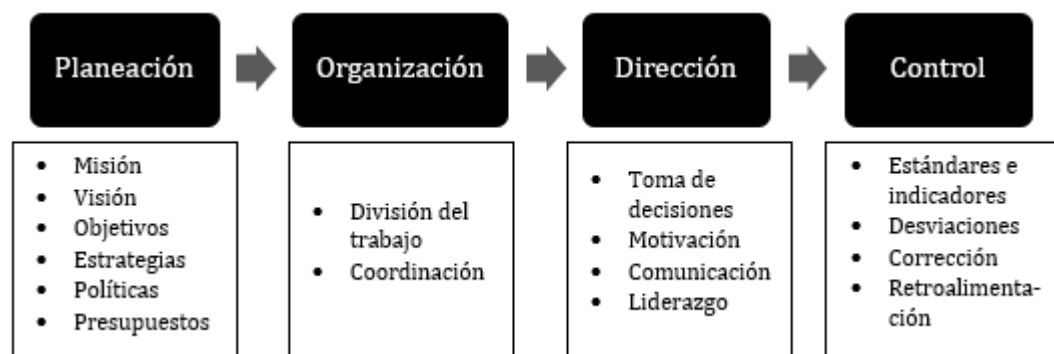 Planeación
Organización
Dirección
Control
• Misión
• Visión
• Objetivos
• Estrategias
• Políticas
• Presupuestos
• División del
trabajo
• Coordinación
• Toma de
decisiones
• Motivación
• Comunicación
• Liderazgo
• Estándares e
indicadores
• Desviaciones
• Corrección
• Retroalimenta-
ción